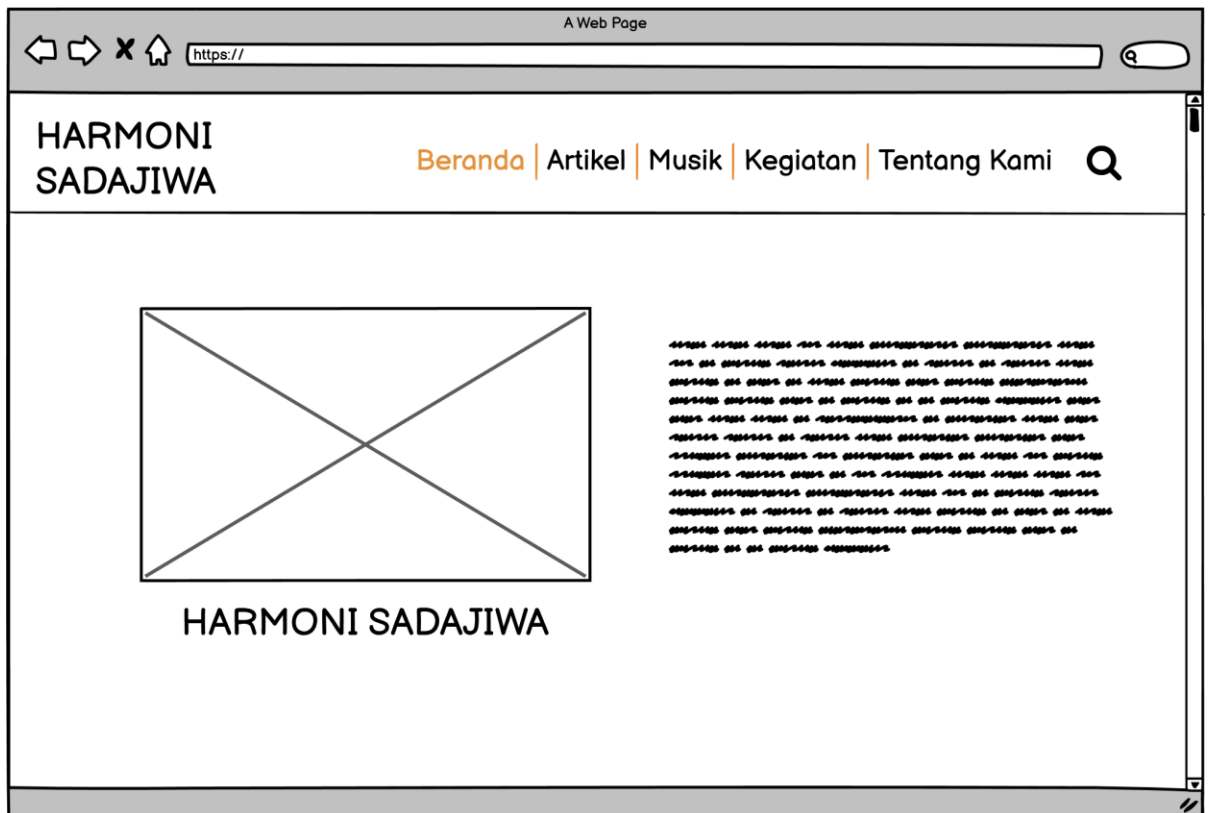 A Web Page
https://
HARMONI
SADAJIWA
Beranda | Artikel | Musik | Kegiatan | Tentang Kami
HARMONI SADAJIWA